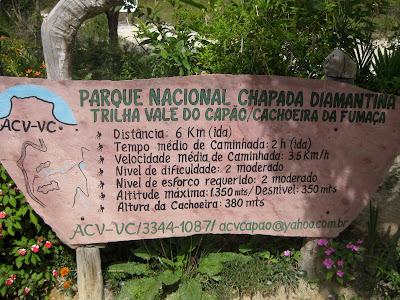 PARQUE NACIONAL CHAPADA DIAMANTINA
TRILHA VALE DO CAPÃO/CACHOEIRA DA FUMAÇA
ACV-VC
* Distância: 6 Km (ida)
* Tempo médio de Caminhada: 2 h (ida)
* Velocidade média de Caminhada: 3,5 Km/h
* Nível de dificuldade: 2 moderado
* Nível de esforço requerido: 2 moderado
* Altitude máxima: 1.350 mts/Desnível: 350 mts
* Altura da Cachoeira: 380 mts
ACV-VC/3344-1087/ acvcapao@yahoo.com.br